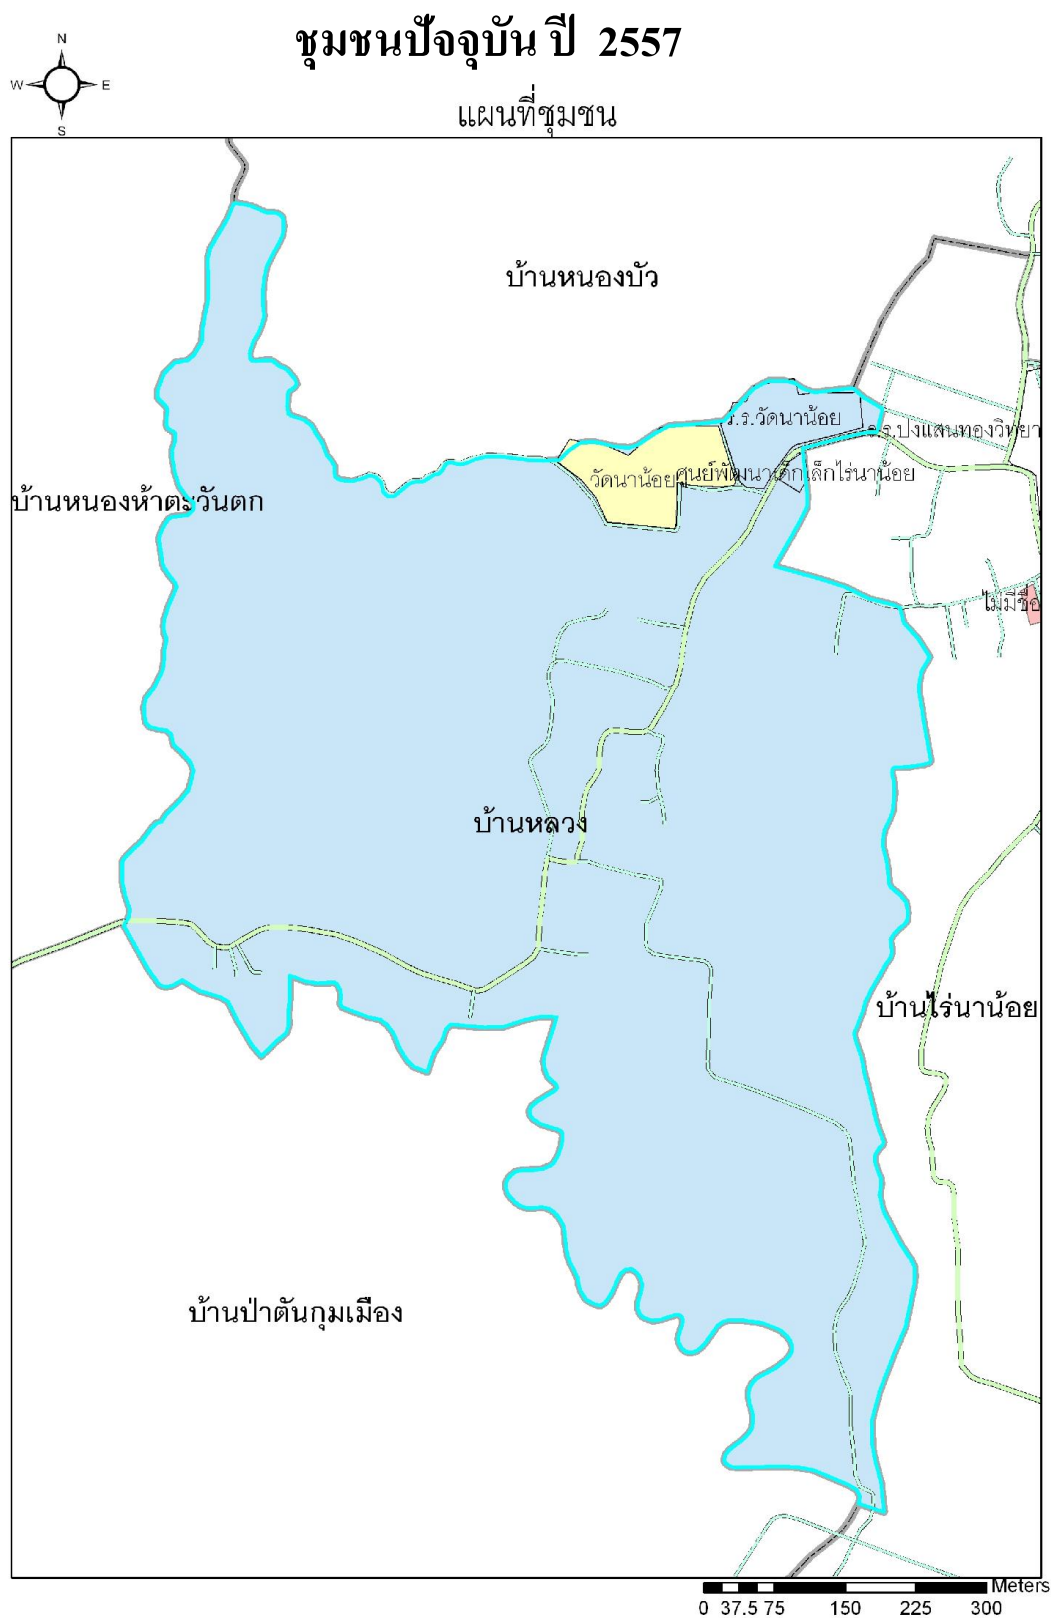 ชุมชนปัจจุบัน ปี 2557
N
W E
S
แผนที่ชุมชน
บ้านหนองบัว
ร.ร.วัดนาน้อย
ร.ร.ปงแสนทองวิทยา
วัดนาน้อย
ศูนย์พัฒนาเด็กเล็กไร่นาน้อย
บ้านหนองห้าตะวันตก
ไม่มีชื่อ
บ้านหลวง
บ้านไร่นาน้อย
บ้านป่าตันกุมเมือง
Meters
0 37.5 75 150 225 300